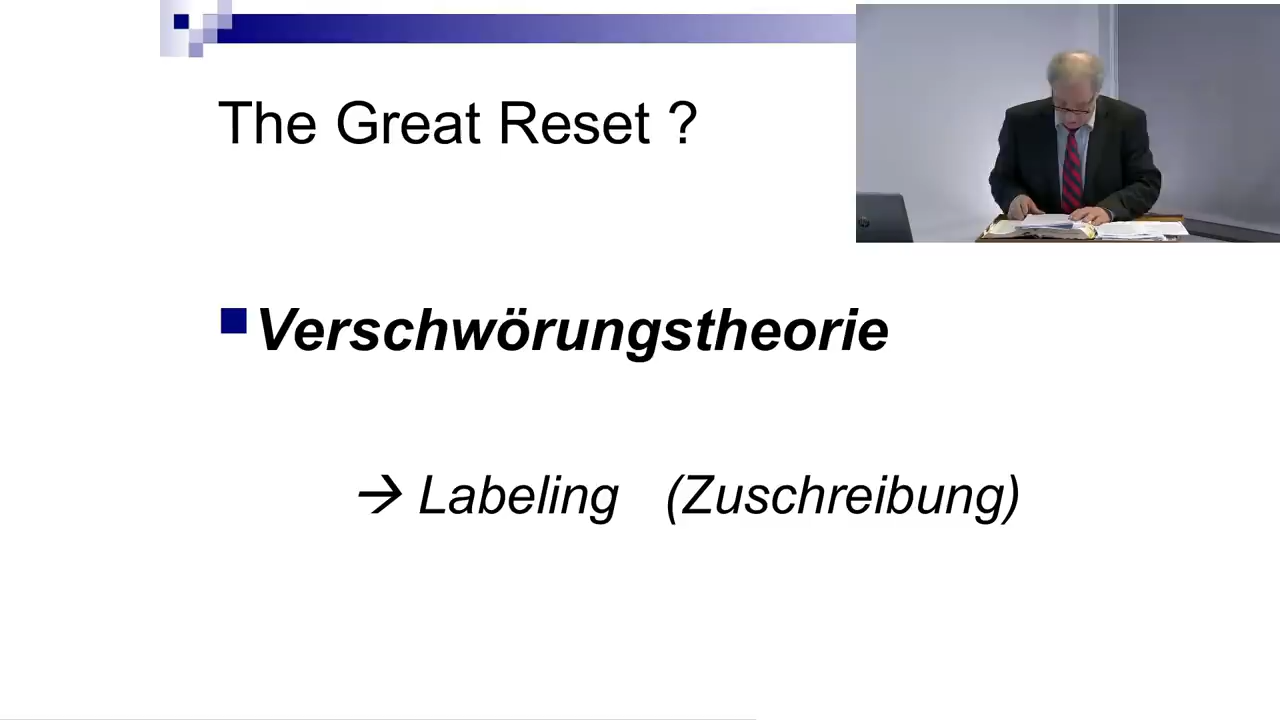 The Great Reset ?
Verschwörungstheorie
→ Labeling (Zuschreibung)